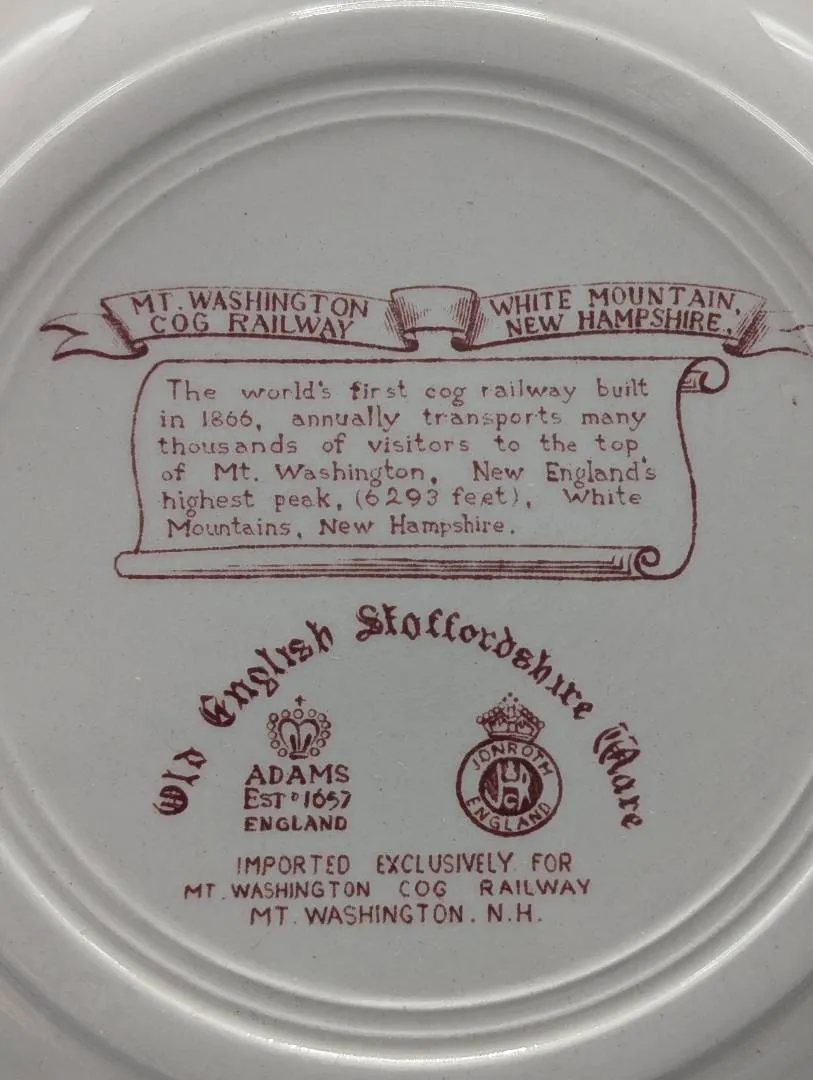 MT. WASHINGTON
COG RAILWAY
WHITE MOUNTAIN,
NEW HAMPSHIRE.
The world's first cog railway built
in 1866, annually transports many
thousands of visitors to the top
of Mt. Washington, New England's
highest peak, (6293 feet), White
Mountains, New Hampshire.
Old English Staffordshire Ware
ADAMS
ESTD 1657
ENGLAND
JONROTH
ENGLAND
IMPORTED EXCLUSIVELY FOR
MT. WASHINGTON COG RAILWAY
MT. WASHINGTON. N.H.